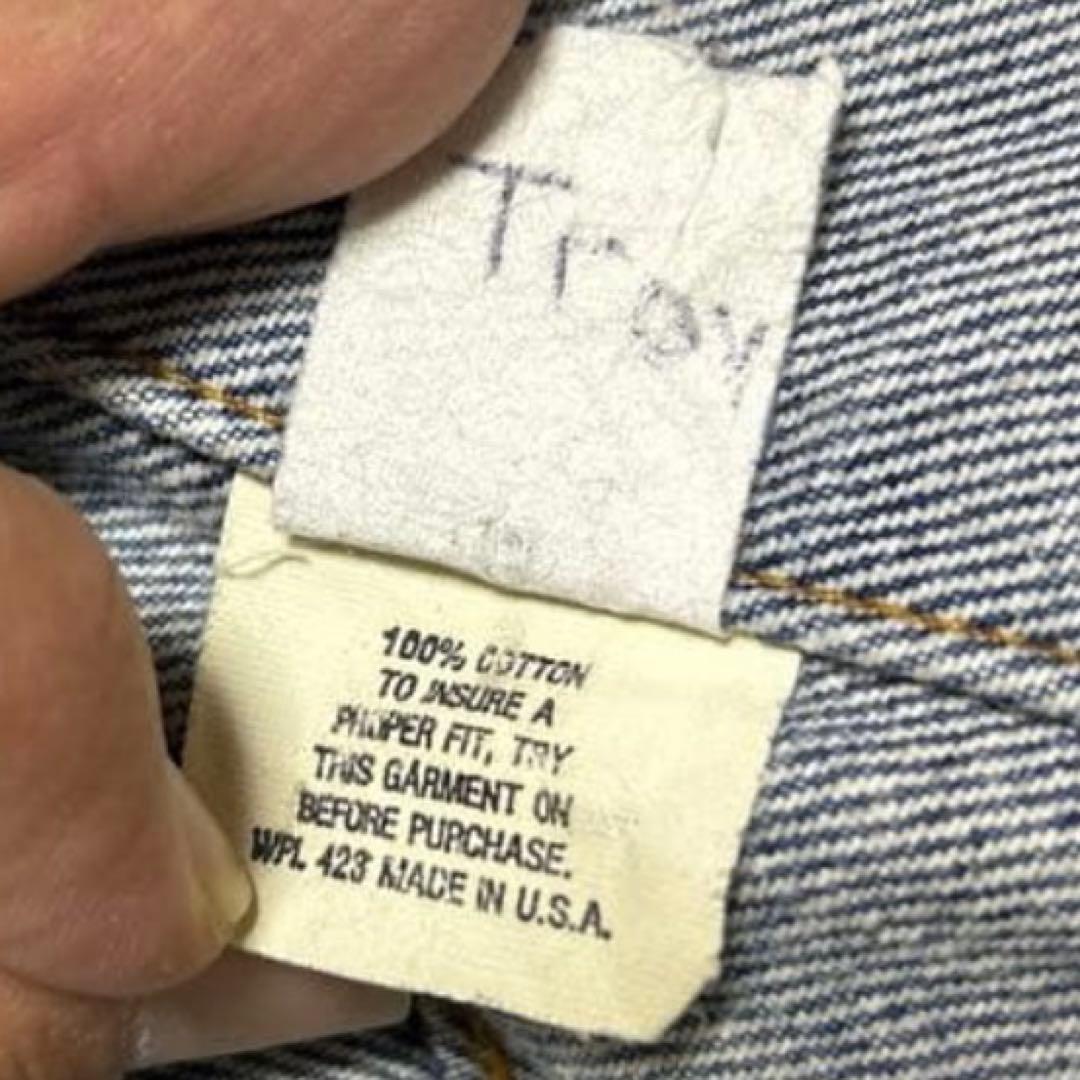 Troy
100% COTTON
TO INSURE A
PROPER FIT, TRY
THIS GARMENT ON
BEFORE PURCHASE.
WPL 423 MADE IN U.S.A.